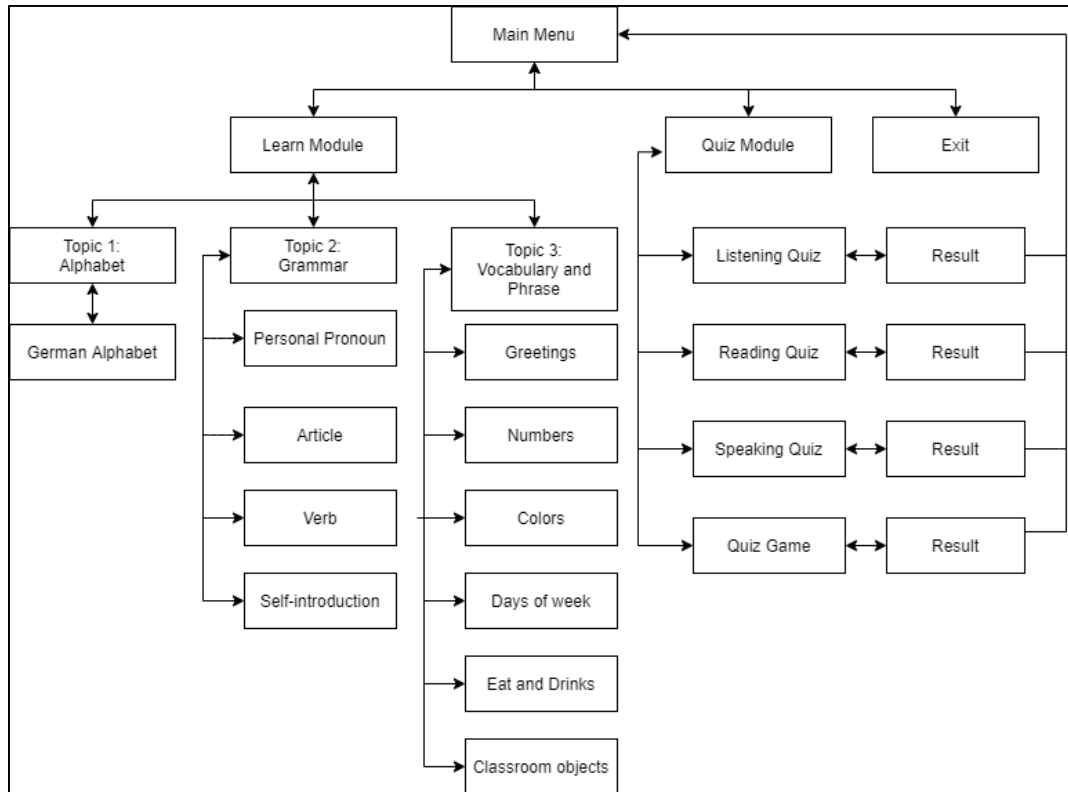 Main Menu
Learn Module
Quiz Module
Exit
Topic 1:
Alphabet
Topic 2:
Grammar
Topic 3:
Vocabulary and
Phrase
Listening Quiz
Result
German Alphabet
Personal Pronoun
Greetings
Reading Quiz
Result
Article
Numbers
Speaking Quiz
Result
Verb
Colors
Quiz Game
Result
Self-introduction
Days of week
Eat and Drinks
Classroom objects